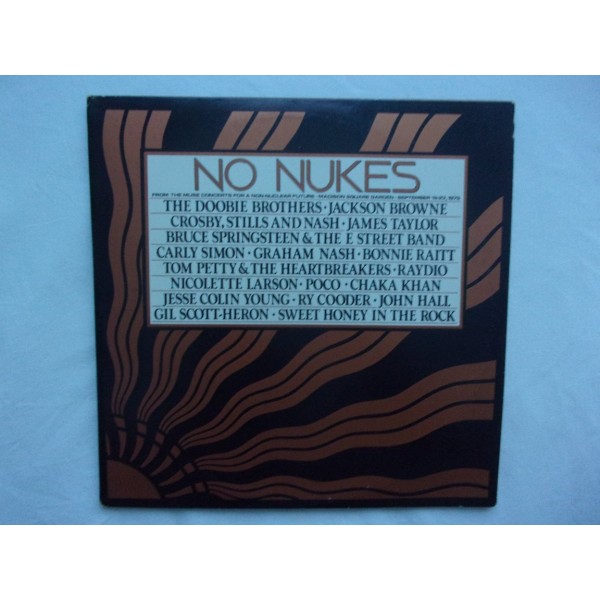 NO NUKES
FROM THE MUSE CONCERTS FOR A NON-NUCLEAR FUTURE · MADISON SQUARE GARDEN · SEPTEMBER 19-23, 1979
THE DOOBIE BROTHERS · JACKSON BROWNE
CROSBY, STILLS AND NASH · JAMES TAYLOR
BRUCE SPRINGSTEEN & THE E STREET BAND
CARLY SIMON · GRAHAM NASH · BONNIE RAITT
TOM PETTY & THE HEARTBREAKERS · RAYDIO
NICOLETTE LARSON · POCO · CHAKA KHAN
JESSE COLIN YOUNG · RY COODER · JOHN HALL
GIL SCOTT-HERON · SWEET HONEY IN THE ROCK